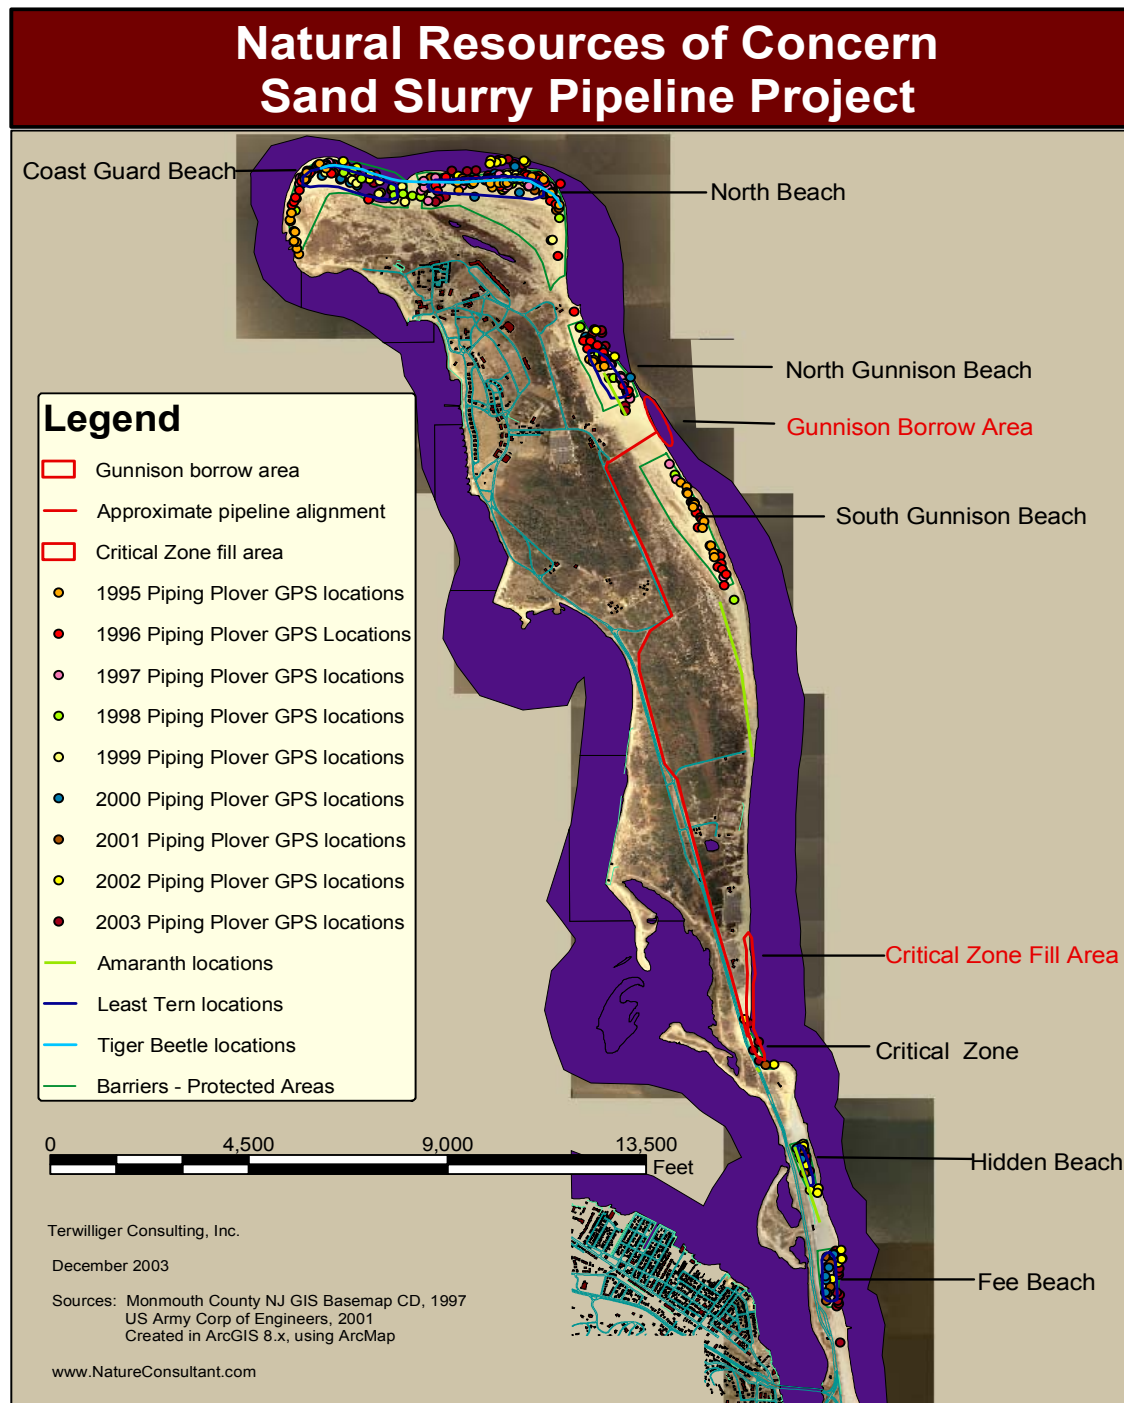 Natural Resources of Concern
Sand Slurry Pipeline Project
Coast Guard Beach
North Beach
North Gunnison Beach
Gunnison Borrow Area
South Gunnison Beach
Legend
Gunnison borrow area
Approximate pipeline alignment
Critical Zone fill area
1995 Piping Plover GPS locations
1996 Piping Plover GPS Locations
1997 Piping Plover GPS locations
1998 Piping Plover GPS locations
1999 Piping Plover GPS locations
2000 Piping Plover GPS locations
2001 Piping Plover GPS locations
2002 Piping Plover GPS locations
2003 Piping Plover GPS locations
Amaranth locations
Least Tern locations
Tiger Beetle locations
Barriers - Protected Areas
Critical Zone Fill Area
Critical Zone
Hidden Beach
Fee Beach
0 4,500 9,000 13,500
Feet
Terwilliger Consulting, Inc.
December 2003
Sources: Monmouth County NJ GIS Basemap CD, 1997
US Army Corp of Engineers, 2001
Created in ArcGIS 8.x, using ArcMap
www.NatureConsultant.com